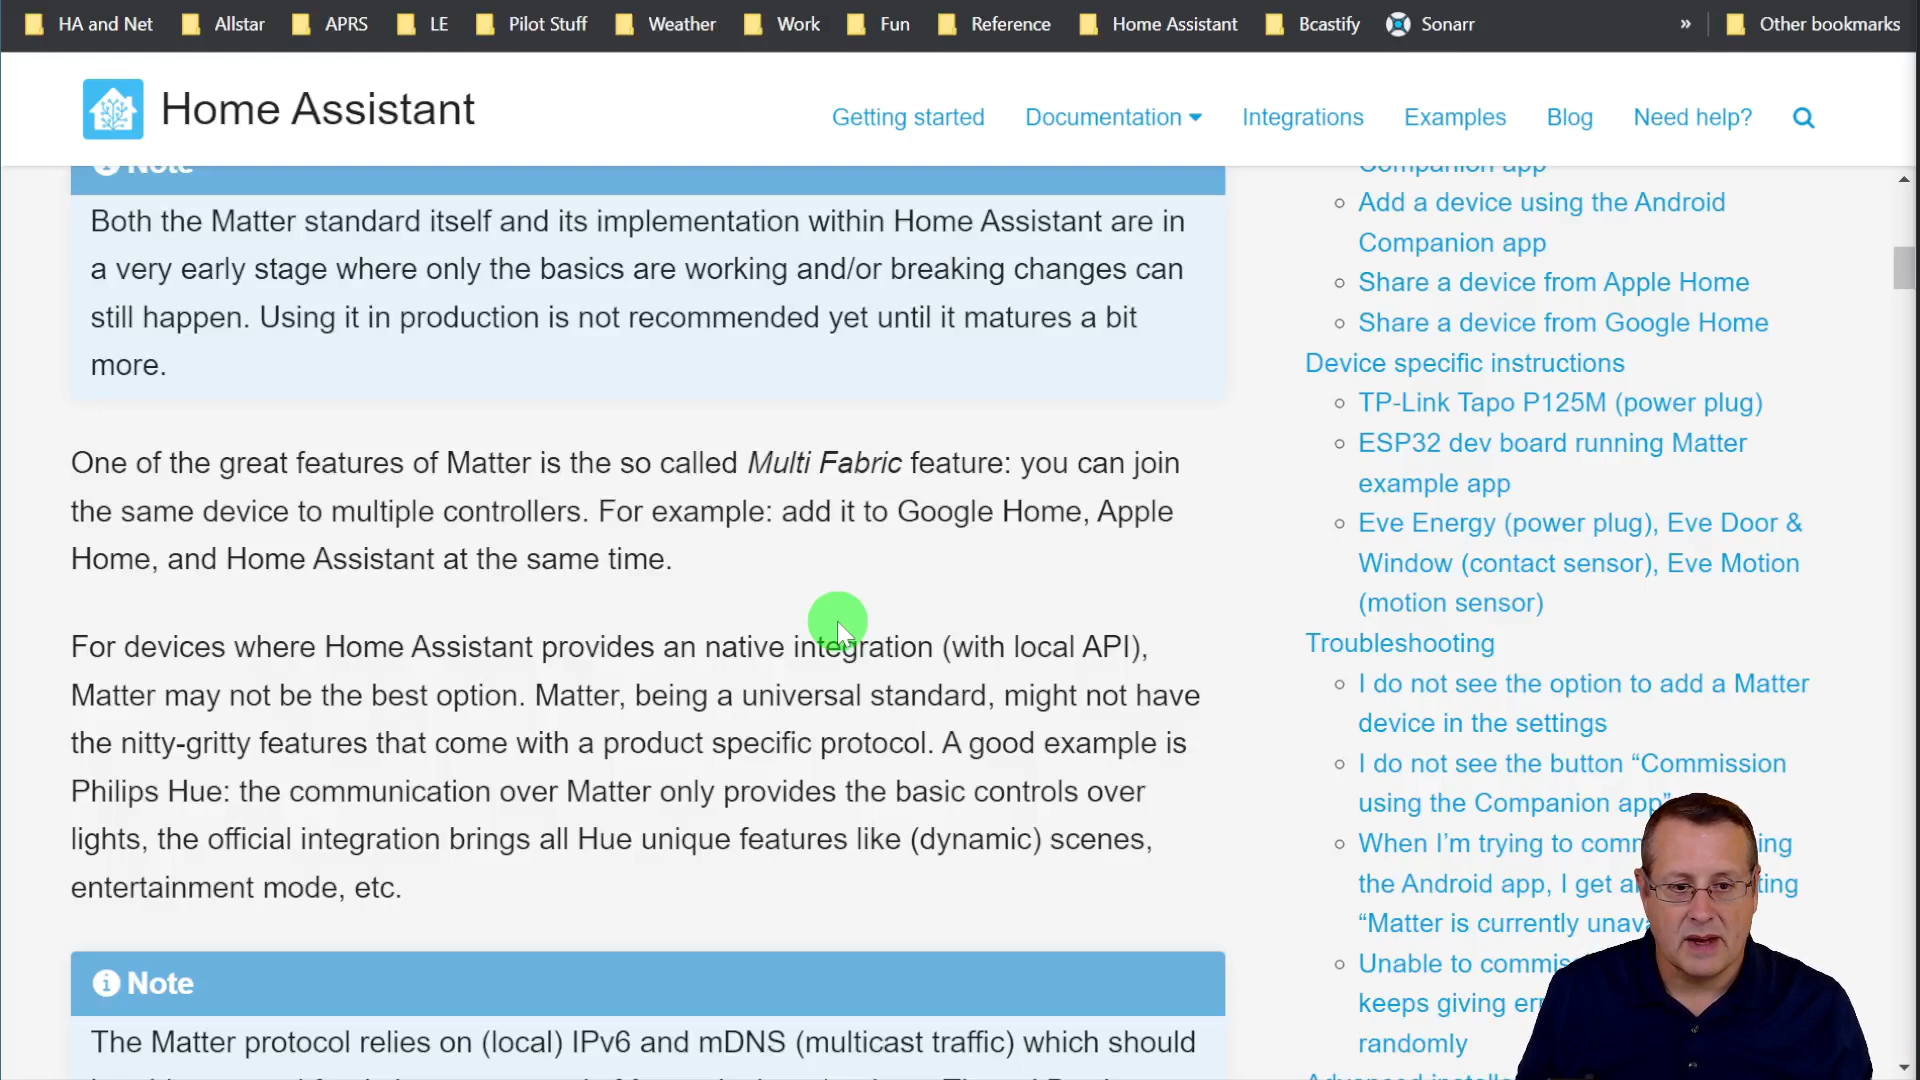 HA and Net Allstar APRS LE Pilot Stuff Weather Work Fun Reference Home Assistant Bcastify Sonarr » Other bookmarks
Home Assistant
Getting started Documentation Integrations Examples Blog Need help?
Note
Both the Matter standard itself and its implementation within Home Assistant are in
a very early stage where only the basics are working and/or breaking changes can
still happen. Using it in production is not recommended yet until it matures a bit
more.
One of the great features of Matter is the so called Multi Fabric feature: you can join
the same device to multiple controllers. For example: add it to Google Home, Apple
Home, and Home Assistant at the same time.
For devices where Home Assistant provides an native integration (with local API),
Matter may not be the best option. Matter, being a universal standard, might not have
the nitty-gritty features that come with a product specific protocol. A good example is
Philips Hue: the communication over Matter only provides the basic controls over
lights, the official integration brings all Hue unique features like (dynamic) scenes,
entertainment mode, etc.
Note
The Matter protocol relies on (local) IPv6 and mDNS (multicast traffic) which should
Companion app
Add a device using the Android
Companion app
Share a device from Apple Home
Share a device from Google Home
Device specific instructions
TP-Link Tapo P125M (power plug)
ESP32 dev board running Matter
example app
Eve Energy (power plug), Eve Door &
Window (contact sensor), Eve Motion
(motion sensor)
Troubleshooting
I do not see the option to add a Matter
device in the settings
I do not see the button “Commission
using the Companion app”
When I’m trying to
the Android app, I get
“Matter is currently
Unable to
keeps giving
randomly
Advanced